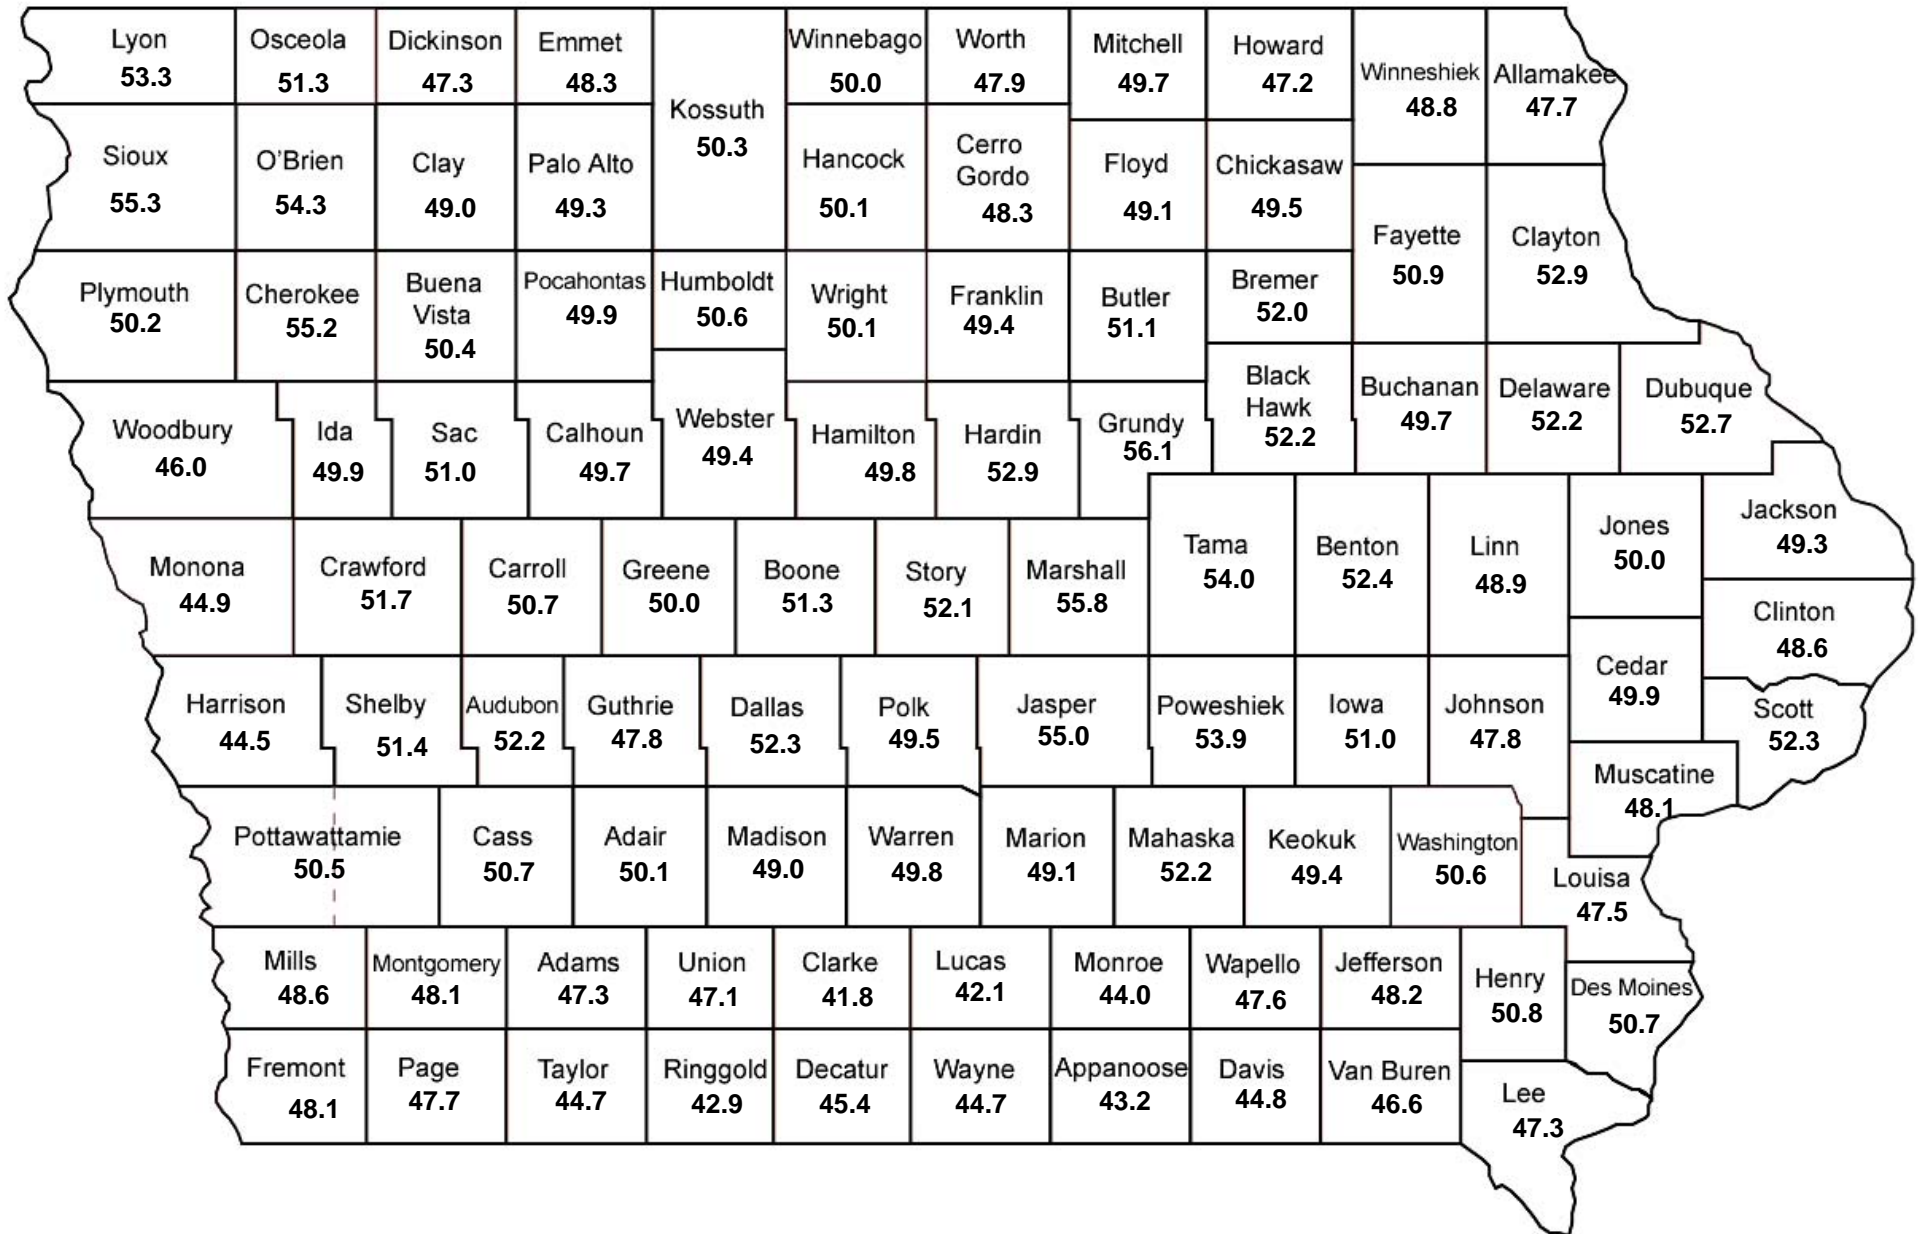 Lyon
53.3
Osceola
51.3
Dickinson
47.3
Emmet
48.3
Kossuth
50.3
Winnebago
50.0
Worth
47.9
Mitchell
49.7
Howard
47.2
Winneshiek
48.8
Allamakee
47.7
Sioux
55.3
O'Brien
54.3
Clay
49.0
Palo Alto
49.3
Hancock
50.1
Cerro
Gordo
48.3
Floyd
49.1
Chickasaw
49.5
Fayette
50.9
Clayton
52.9
Plymouth
50.2
Cherokee
55.2
Buena
Vista
50.4
Pocahontas
49.9
Humboldt
50.6
Wright
50.1
Franklin
49.4
Butler
51.1
Bremer
52.0
Woodbury
46.0
Ida
49.9
Sac
51.0
Calhoun
49.7
Webster
49.4
Hamilton
49.8
Hardin
52.9
Grundy
56.1
Black
Hawk
52.2
Buchanan
49.7
Delaware
52.2
Dubuque
52.7
Monona
44.9
Crawford
51.7
Carroll
50.7
Greene
50.0
Boone
51.3
Story
52.1
Marshall
55.8
Tama
54.0
Benton
52.4
Linn
48.9
Jones
50.0
Jackson
49.3
Clinton
48.6
Harrison
44.5
Shelby
51.4
Audubon
52.2
Guthrie
47.8
Dallas
52.3
Polk
49.5
Jasper
55.0
Poweshiek
53.9
Iowa
51.0
Johnson
47.8
Cedar
49.9
Scott
52.3
Muscatine
48.1
Pottawattamie
50.5
Cass
50.7
Adair
50.1
Madison
49.0
Warren
49.8
Marion
49.1
Mahaska
52.2
Keokuk
49.4
Washington
50.6
Louisa
47.5
Mills
48.6
Montgomery
48.1
Adams
47.3
Union
47.1
Clarke
41.8
Lucas
42.1
Monroe
44.0
Wapello
47.6
Jefferson
48.2
Henry
50.8
Des Moines
50.7
Fremont
48.1
Page
47.7
Taylor
44.7
Ringgold
42.9
Decatur
45.4
Wayne
44.7
Appanoose
43.2
Davis
44.8
Van Buren
46.6
Lee
47.3